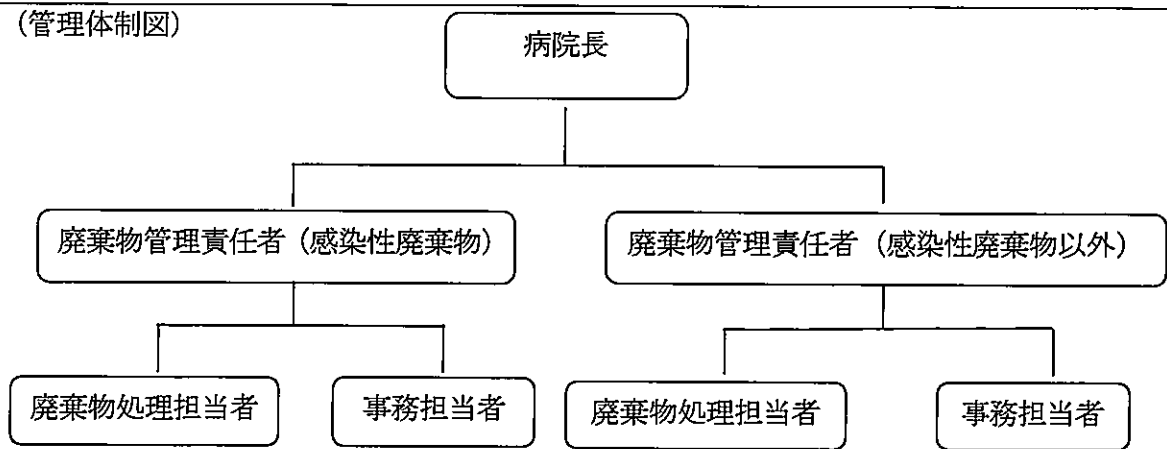 (管理体制図)
病院長
廃棄物管理責任者(感染性廃棄物)
廃棄物管理責任者(感染性廃棄物以外)
廃棄物処理担当者
事務担当者
廃棄物処理担当者
事務担当者